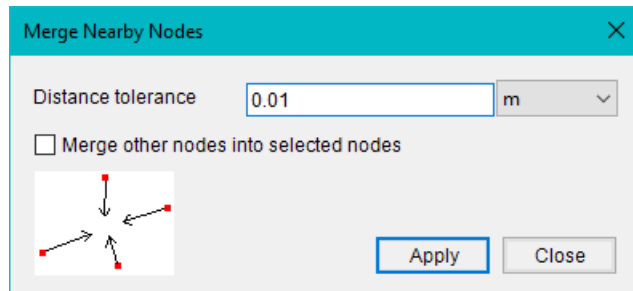 Merge Nearby Nodes
Distance tolerance 0.01 m
Merge other nodes into selected nodes
Apply Close